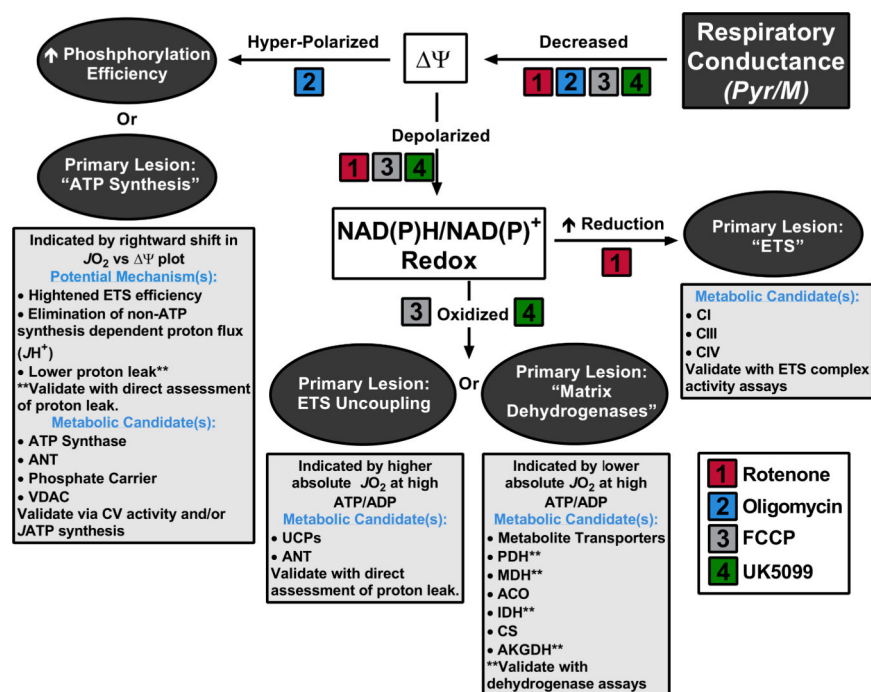 Respiratory
Conductance
(Pyr/M)
Decreased
1 2 3 4
ΔΨ
Hyper-Polarized
2
↑ Phoshphorylation
Efficiency
Or
Primary Lesion:
“ATP Synthesis”
Indicated by rightward shift in
JO2 vs ΔΨ plot
Potential Mechanism(s):
• Hightened ETS efficiency
• Elimination of non-ATP
synthesis dependent proton flux
(JH+)
• Lower proton leak**
**Validate with direct assessment
of proton leak.
Metabolic Candidate(s):
• ATP Synthase
• ANT
• Phosphate Carrier
• VDAC
Validate via CV activity and/or
JATP synthesis
Depolarized
1 3 4
NAD(P)H/NAD(P)+
Redox
↑ Reduction
1
Primary Lesion:
“ETS”
Metabolic Candidate(s):
• CI
• CIII
• CIV
Validate with ETS complex
activity assays
3 Oxidized 4
Primary Lesion:
ETS Uncoupling
Or
Primary Lesion:
“Matrix
Dehydrogenases”
Indicated by higher
absolute JO2 at high
ATP/ADP
Metabolic Candidate(s):
• UCPs
• ANT
Validate with direct
assessment of proton leak.
Indicated by lower
absolute JO2 at high
ATP/ADP
Metabolic Candidate(s):
• Metabolite Transporters
• PDH**
• MDH**
• ACO
• IDH**
• CS
• AKGDH**
**Validate with
dehydrogenase assays
1 Rotenone
2 Oligomycin
3 FCCP
4 UK5099